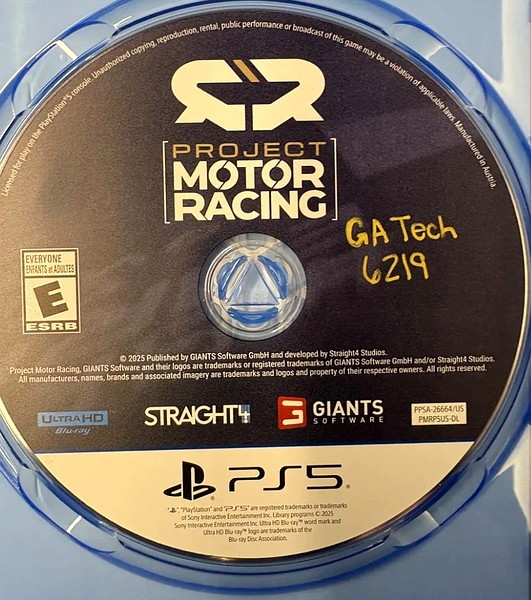 Licensed for play on the PlayStation®5 console. Unauthorized copying, reproduction, rental, public performance or broadcast of this game may be a violation of applicable laws. Manufactured in Austria.
PROJECT
MOTOR
RACING
GA Tech
6219
EVERYONE
ENFANTS et ADULTES
E
ESRB
© 2025 Published by GIANTS Software GmbH and developed by Straight4 Studios.
Project Motor Racing, GIANTS Software and their logos are trademarks or registered trademarks of GIANTS Software GmbH and/or Straight4 Studios.
All manufacturers, names, brands and associated imagery are trademarks and logos and property of their respective owners. All rights reserved.
ULTRA HD
Blu-ray
STRAIGHT4
GIANTS
SOFTWARE
PPSA-26664/US
PMRP5US-DL
PS5
"PS", "PlayStation" and "PS5" are registered trademarks or trademarks
of Sony Interactive Entertainment Inc. Library programs © 2025
Sony Interactive Entertainment Inc. Ultra HD Blu-ray™ word mark and
Ultra HD Blu-ray™ logo are trademarks of the
Blu-ray Disc Association.